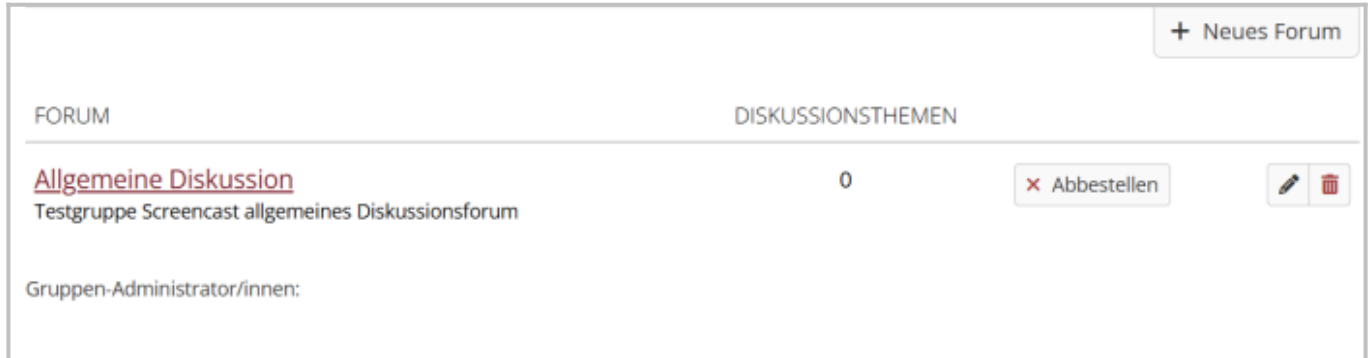 + Neues Forum
FORUM DISKUSSIONSTHEMEN
Allgemeine Diskussion 0 × Abbestellen
Testgruppe Screencast allgemeines Diskussionsforum
Gruppen-Administrator/innen: